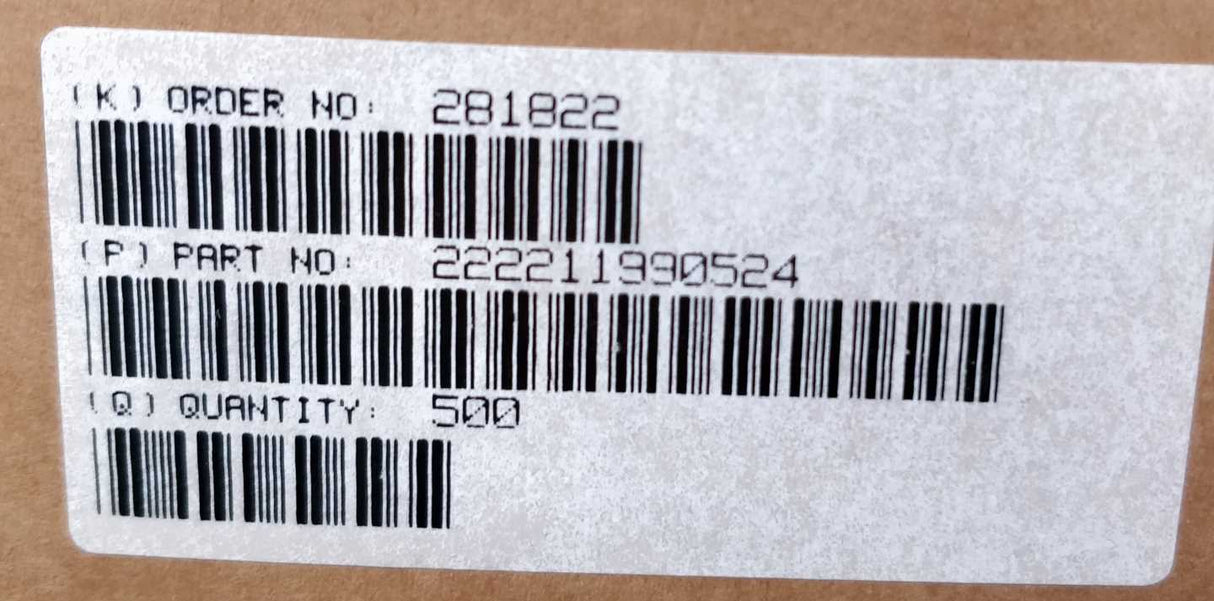 (K) ORDER NO: 281822
(P) PART NO: 222211990524
(Q) QUANTITY: 500